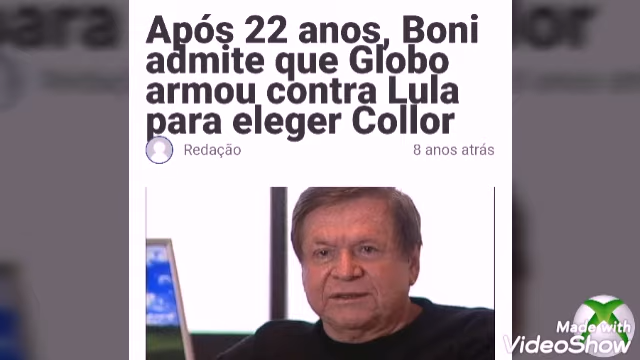 Após 22 anos, Boni
admite que Globo
armou contra Lula
para eleger Collor
Redação
8 anos atrás
Made with
VideoShow